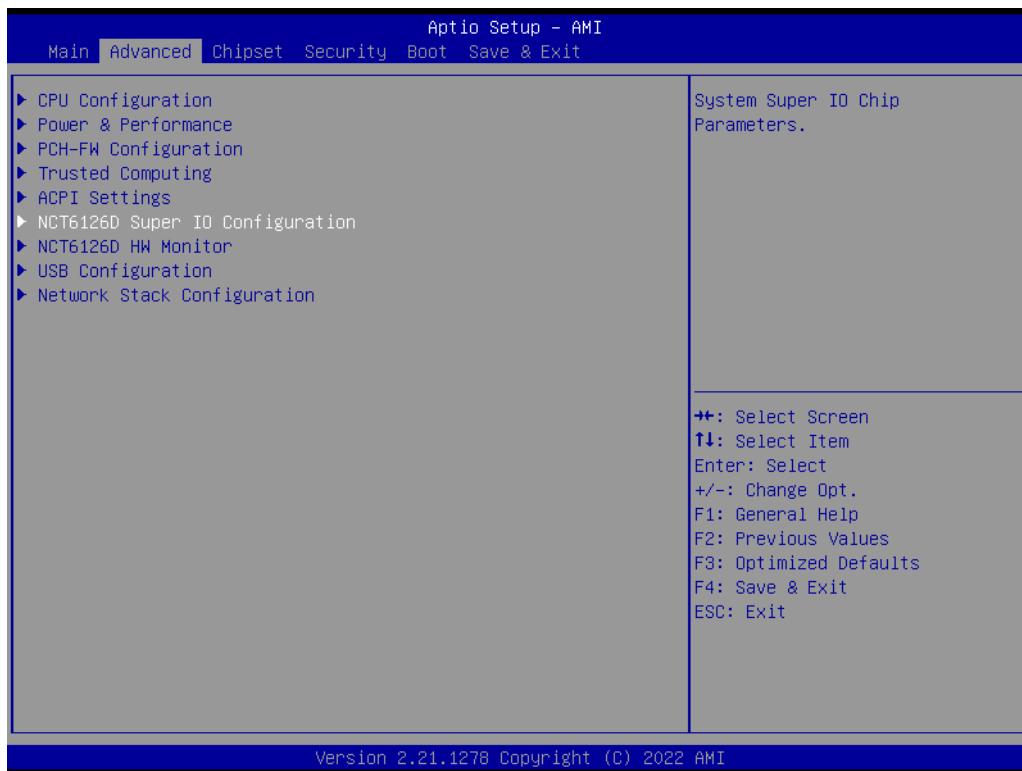 Aptio Setup – AMI
Main Advanced Chipset Security Boot Save & Exit
▶ CPU Configuration
▶ Power & Performance
▶ PCH-FW Configuration
▶ Trusted Computing
▶ ACPI Settings
▶ NCT6126D Super IO Configuration
▶ NCT6126D HW Monitor
▶ USB Configuration
▶ Network Stack Configuration
System Super IO Chip
Parameters.
→←: Select Screen
↑↓: Select Item
Enter: Select
+/-: Change Opt.
F1: General Help
F2: Previous Values
F3: Optimized Defaults
F4: Save & Exit
ESC: Exit
Version 2.21.1278 Copyright (C) 2022 AMI